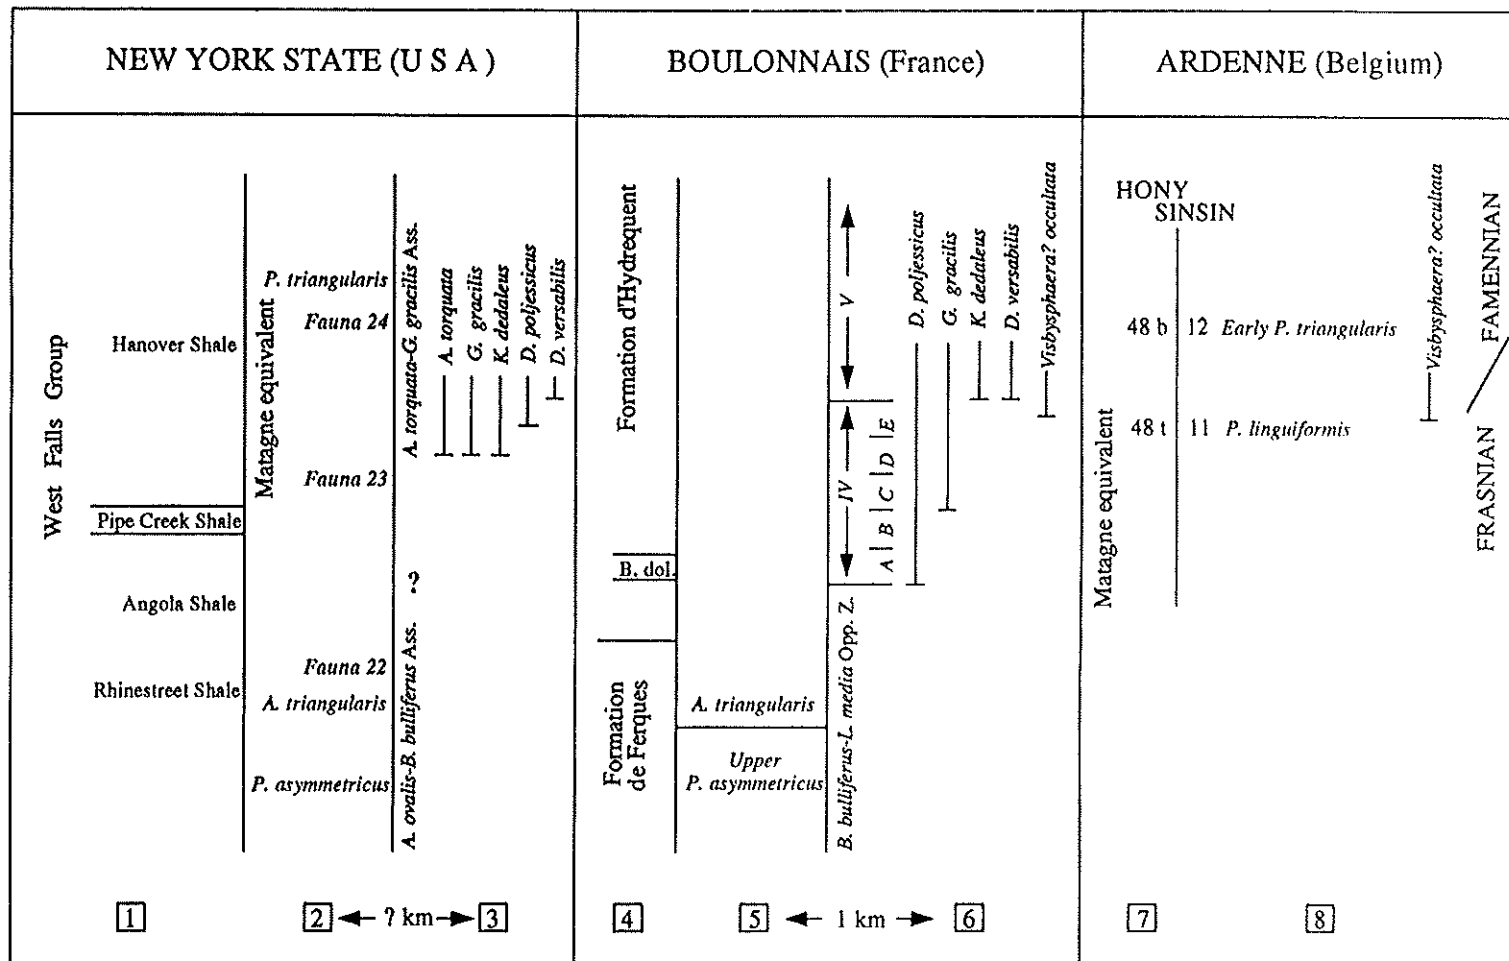 NEW YORK STATE (U S A )
BOULONNAIS (France)
ARDENNE (Belgium)
West Falls Group
Hanover Shale
Pipe Creek Shale
Angola Shale
Rhinestreet Shale
Matagne equivalent
P. triangularis
Fauna 24
Fauna 23
Fauna 22
A. triangularis
P. asymmetricus
A. torquata-G. gracilis Ass.
?
A. ovalis-B. bulliferus Ass.
A. torquata
G. gracilis
K. dedaleus
D. poljessicus
D. versabilis
1
2
? km
3
Formation d'Hydrequent
B. dol.
Formation
de Ferques
A. triangularis
Upper
P. asymmetricus
V
IV
A B C D E
B. bulliferus-L. media Opp. Z.
D. poljessicus
G. gracilis
K. dedaleus
D. versabilis
Visbysphaera? occultata
4
5
1 km
6
HONY
SINSIN
48 b 12 Early P. triangularis
48 t 11 P. linguiformis
Matagne equivalent
Visbysphaera? occultata
FAMENNIAN
FRASNIAN
7
8